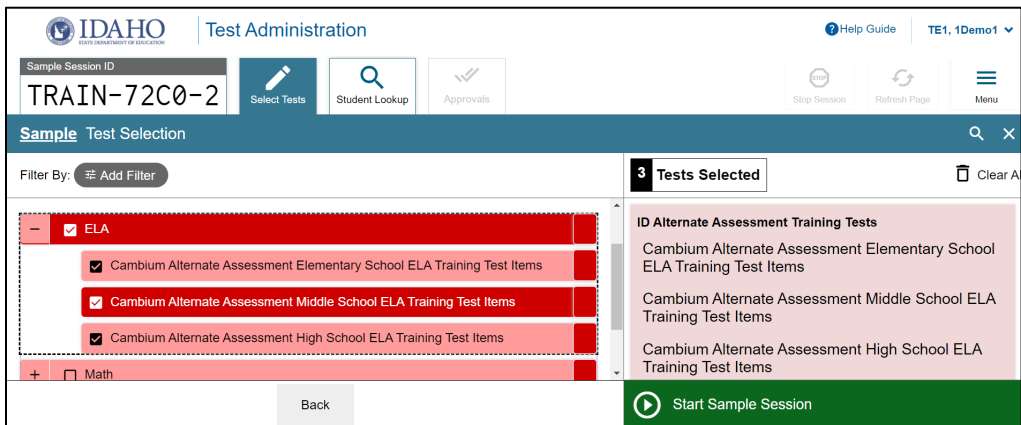 IDAHO
STATE DEPARTMENT OF EDUCATION
Test Administration
Help Guide
TE1, 1Demo1
Sample Session ID
TRAIN-72C0-2
Select Tests
Student Lookup
Approvals
STOP
Stop Session
Refresh Page
Menu
Sample Test Selection
Filter By: Add Filter
3 Tests Selected
Clear Al
ELA
Cambium Alternate Assessment Elementary School ELA Training Test Items
Cambium Alternate Assessment Middle School ELA Training Test Items
Cambium Alternate Assessment High School ELA Training Test Items
Math
ID Alternate Assessment Training Tests
Cambium Alternate Assessment Elementary School
ELA Training Test Items
Cambium Alternate Assessment Middle School ELA
Training Test Items
Cambium Alternate Assessment High School ELA
Training Test Items
Back
Start Sample Session